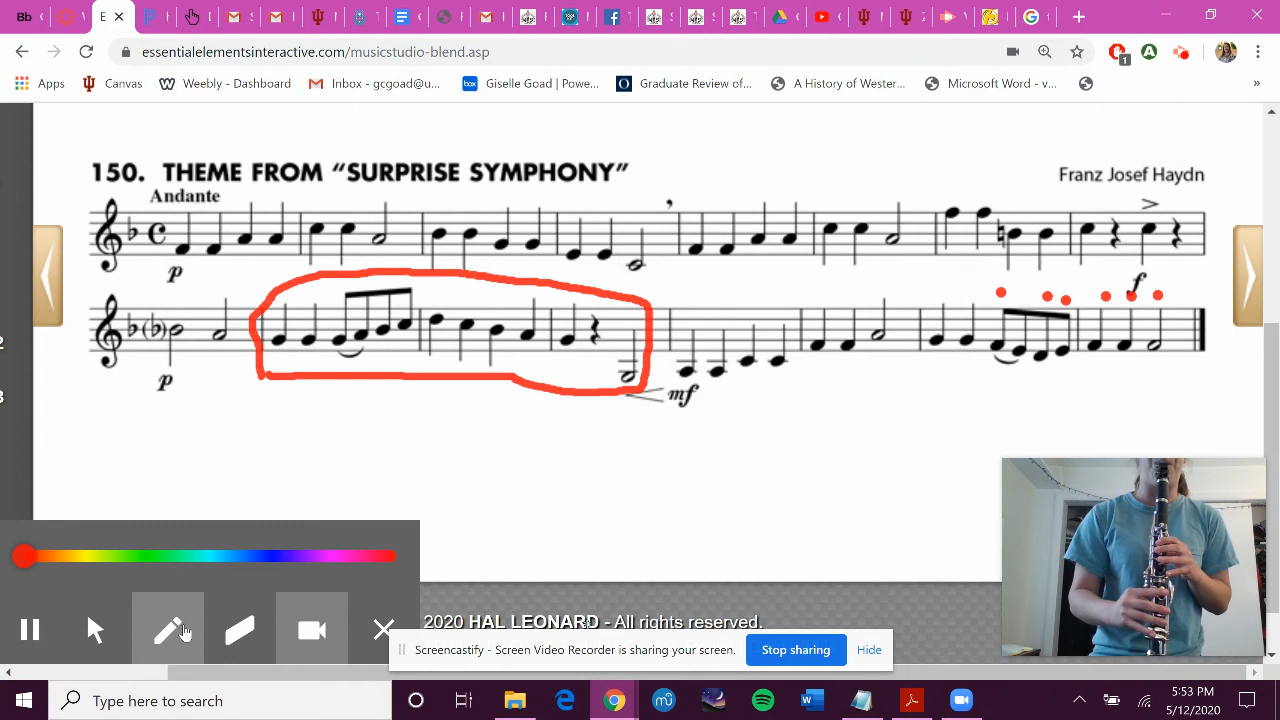 Bb
E
essentialelementsinteractive.com/musicstudio-blend.asp
1
Apps Canvas Weebly - Dashboard Inbox - gcgoad@u... Giselle Goad | Powe... Graduate Review of... A History of Wester... Microsoft Word - v... »
150. THEME FROM “SURPRISE SYMPHONY”
Andante
Franz Josef Haydn
p
f
p
mf
2020 HAL LEONARD - All rights reserved.
Screencastify - Screen Video Recorder is sharing your screen. Stop sharing Hide
Type here to search
5:53 PM
5/12/2020